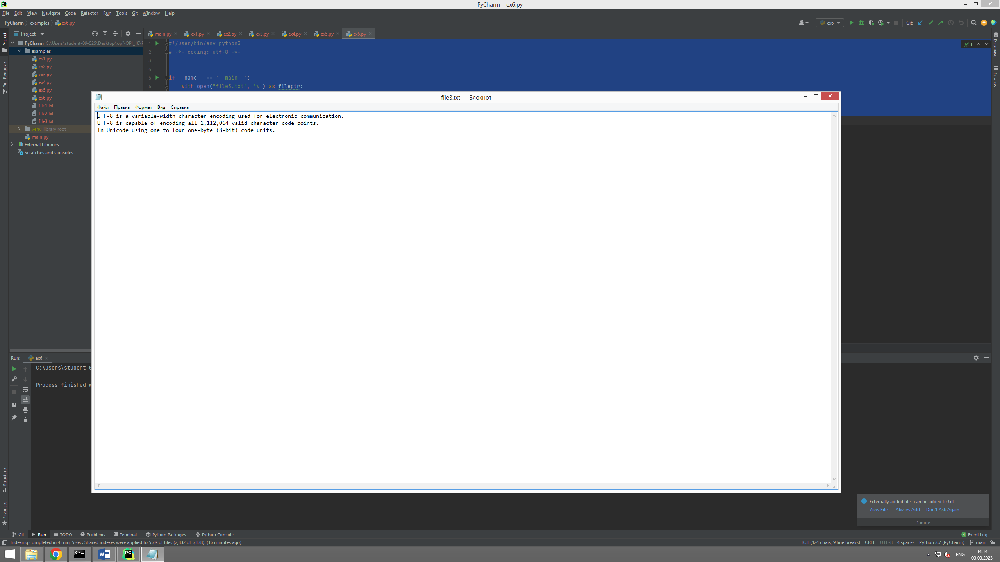 PyCharm – ex6.py
File Edit View Navigate Code Refactor Run Tools Git Window Help
PyCharm examples ex6.py
ex6 Git:
Project
main.py ex1.py ex2.py ex3.py ex4.py ex5.py ex6.py
PyCharm C:\Users\student-09-525\Desktop\opi\OPI_18\P
examples
ex1.py
ex2.py
ex3.py
ex4.py
ex5.py
ex6.py
file1.txt
file2.txt
file3.txt
venv library root
main.py
External Libraries
Scratches and Consoles
1 #!/user/bin/env python3
2 # -*- coding: utf-8 -*-
3
4
5 if __name__ == '__main__':
6 with open("file3.txt", 'w') as fileptr:
1
Project
Pull Requests
Structure
Favorites
Database
SciView
file3.txt — Блокнот
Файл Правка Формат Вид Справка
UTF-8 is a variable-width character encoding used for electronic communication.
UTF-8 is capable of encoding all 1,112,064 valid character code points.
In Unicode using one to four one-byte (8-bit) code units.
Run: ex6
C:\Users\student-0
Process finished w
Externally added files can be added to Git
View Files Always Add Don't Ask Again
1 more
Git Run TODO Problems Terminal Python Packages Python Console
4 Event Log
Indexing completed in 4 min, 5 sec. Shared indexes were applied to 55% of files (2,832 of 5,138). (16 minutes ago)
10:1 (424 chars, 9 line breaks) CRLF UTF-8 4 spaces Python 3.7 (PyCharm) main
ENG
14:14
03.03.2023